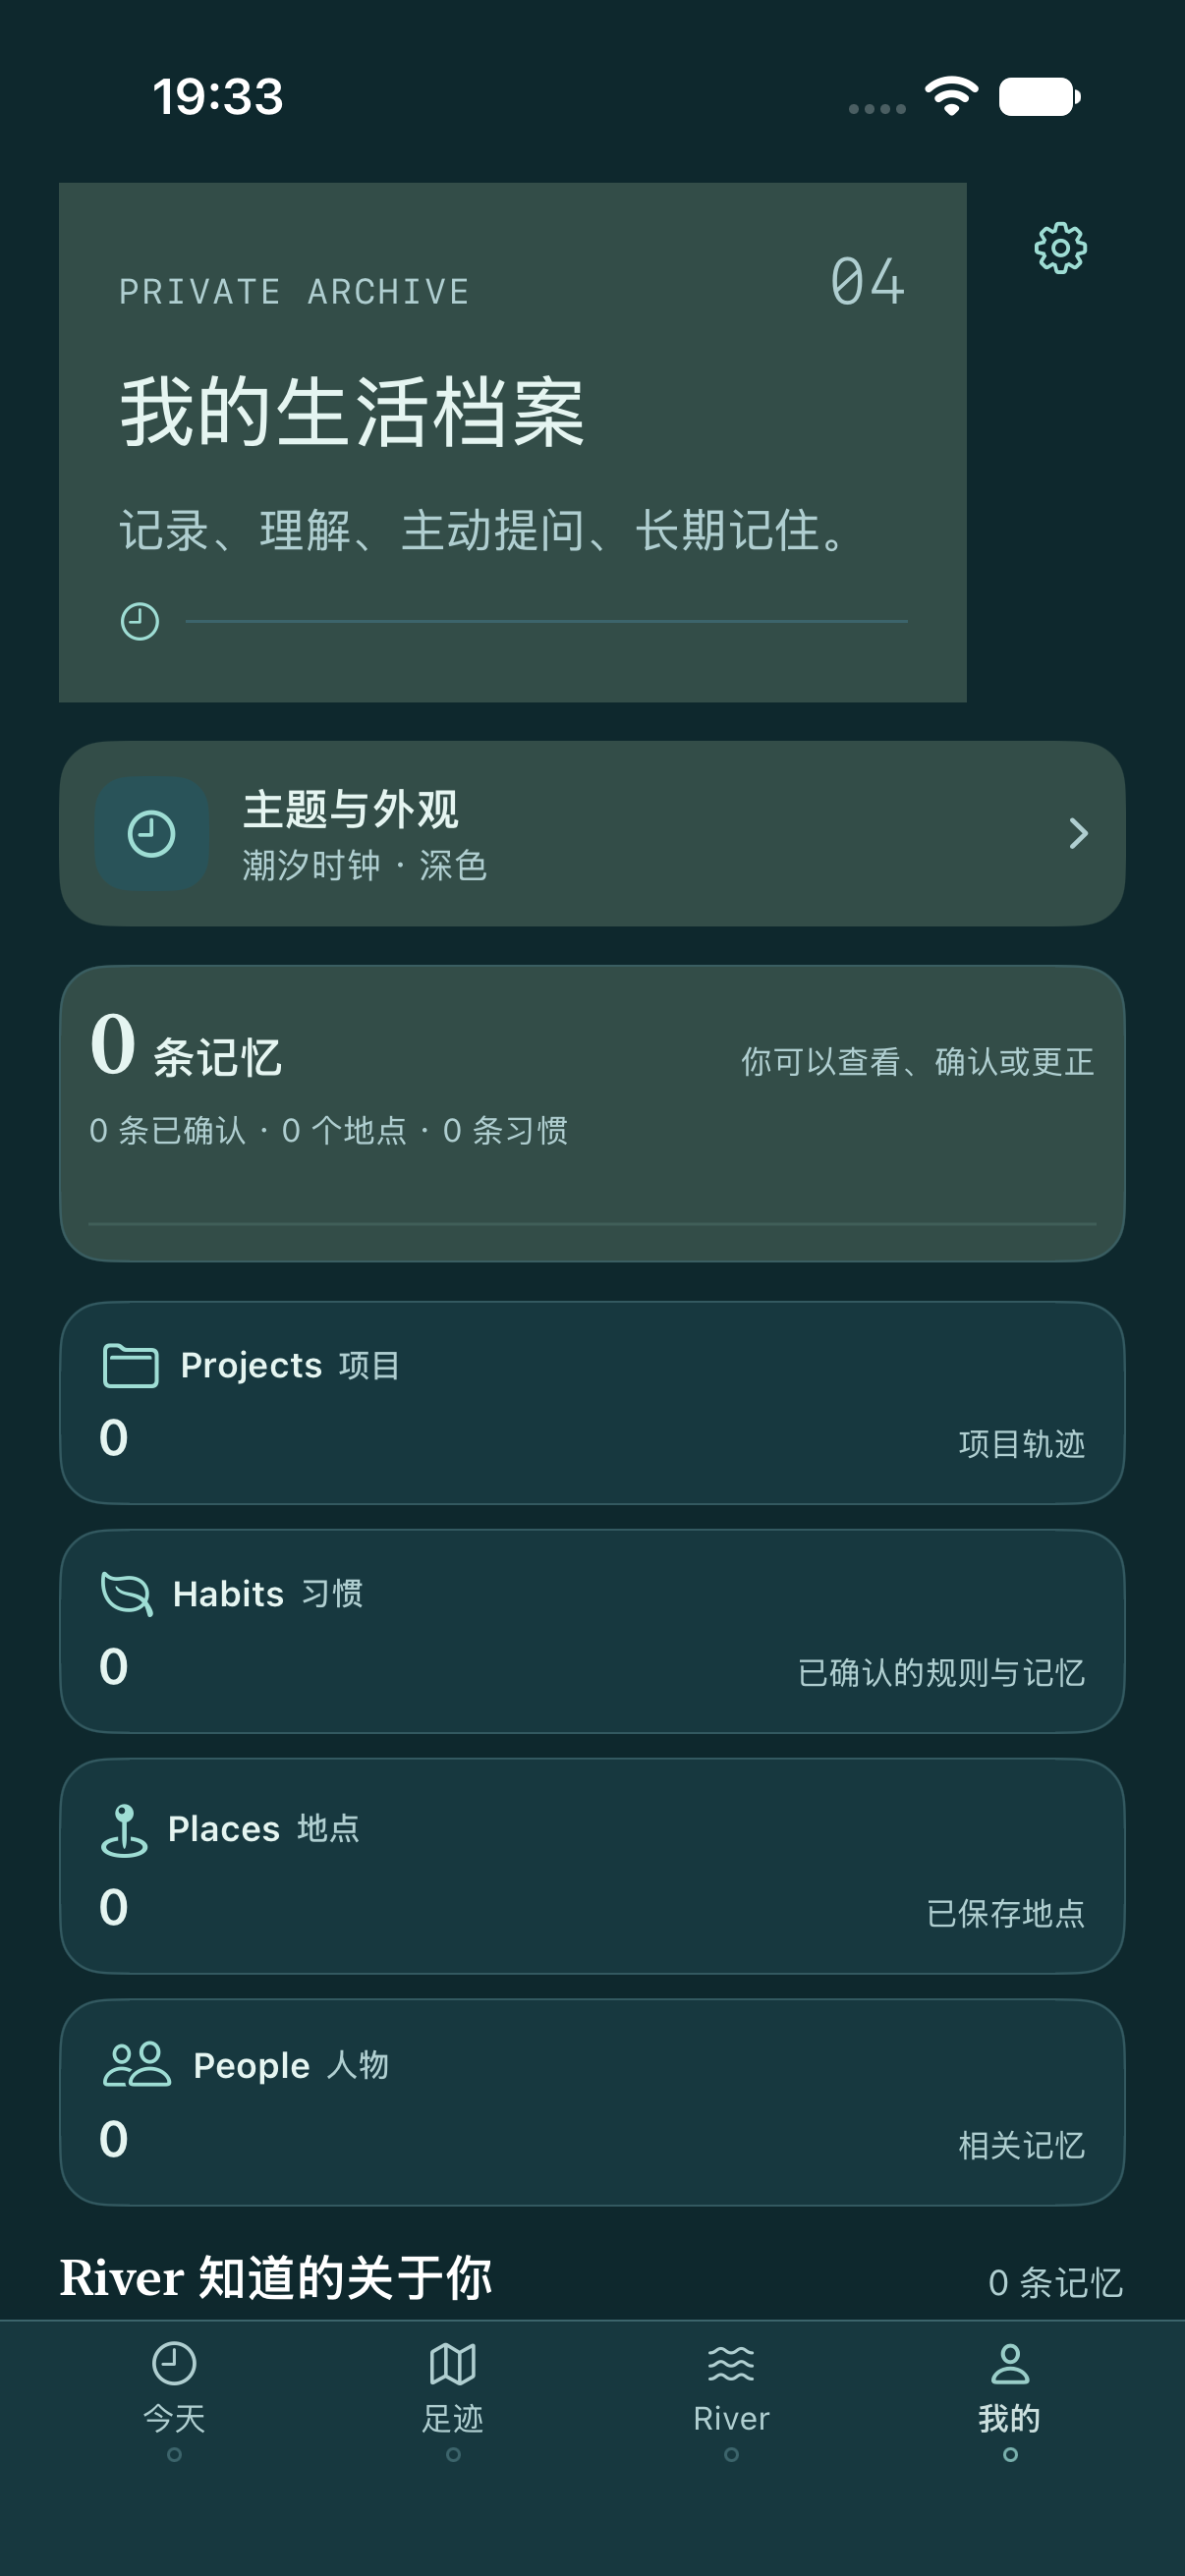 19:33
PRIVATE ARCHIVE
04
我的生活档案
记录、理解、主动提问、长期记住。
主题与外观
潮汐时钟 · 深色
0 条记忆
你可以查看、确认或更正
0 条已确认 · 0 个地点 · 0 条习惯
Projects 项目
0
项目轨迹
Habits 习惯
0
已确认的规则与记忆
Places 地点
0
已保存地点
People 人物
0
相关记忆
River 知道的关于你
0 条记忆
今天
足迹
River
我的